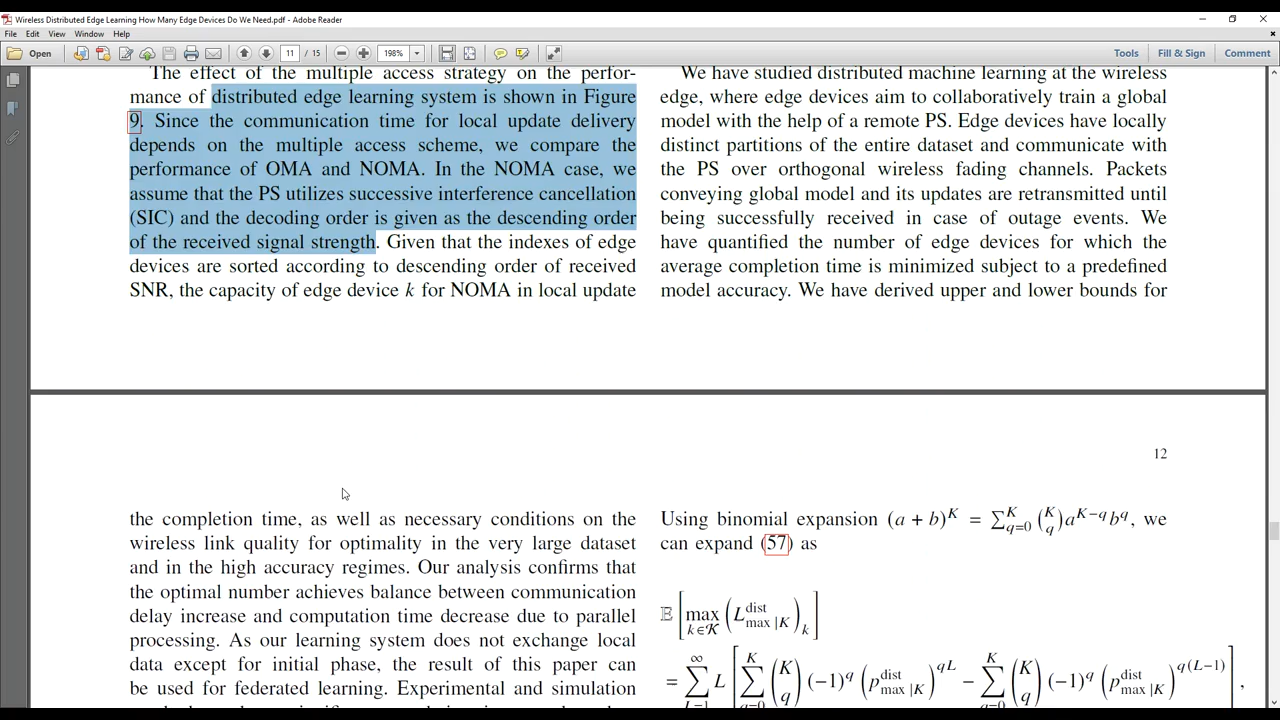 Wireless Distributed Edge Learning How Many Edge Devices Do We Need.pdf - Adobe Reader
File Edit View Window Help
Open 11 / 15 198% Tools Fill & Sign Comment
The effect of the multiple access strategy on the perfor-
mance of distributed edge learning system is shown in Figure
9. Since the communication time for local update delivery
depends on the multiple access scheme, we compare the
performance of OMA and NOMA. In the NOMA case, we
assume that the PS utilizes successive interference cancellation
(SIC) and the decoding order is given as the descending order
of the received signal strength. Given that the indexes of edge
devices are sorted according to descending order of received
SNR, the capacity of edge device k for NOMA in local update
We have studied distributed machine learning at the wireless
edge, where edge devices aim to collaboratively train a global
model with the help of a remote PS. Edge devices have locally
distinct partitions of the entire dataset and communicate with
the PS over orthogonal wireless fading channels. Packets
conveying global model and its updates are retransmitted until
being successfully received in case of outage events. We
have quantified the number of edge devices for which the
average completion time is minimized subject to a predefined
model accuracy. We have derived upper and lower bounds for
12
the completion time, as well as necessary conditions on the
wireless link quality for optimality in the very large dataset
and in the high accuracy regimes. Our analysis confirms that
the optimal number achieves balance between communication
delay increase and computation time decrease due to parallel
processing. As our learning system does not exchange local
data except for initial phase, the result of this paper can
be used for federated learning. Experimental and simulation
Using binomial expansion (a + b)^K = ∑_{q=0}^{K} (K q) a^{K−q} b^q, we
can expand (57) as
𝔼 [ max_{k∈𝒦} ( L^{dist}_{max |K} )_k ]
= ∑_{L=1}^{∞} L [ ∑_{q=0}^{K} (K q) (−1)^q ( p^{dist}_{max |K} )^{qL} − ∑_{q=0}^{K} (K q) (−1)^q ( p^{dist}_{max |K} )^{q(L−1)} ],